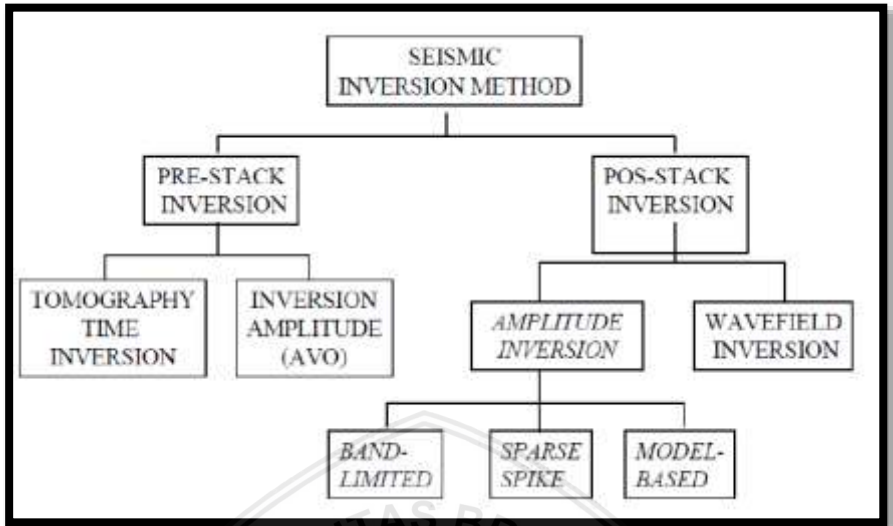 SEISMIC
INVERSION METHOD
PRE-STACK
INVERSION
POS-STACK
INVERSION
TOMOGRAPHY
TIME
INVERSION
INVERSION
AMPLITUDE
(AVO)
AMPLITUDE
INVERSION
WAVEFIELD
INVERSION
BAND-
LIMITED
SPARSE
SPIKE
MODEL-
BASED